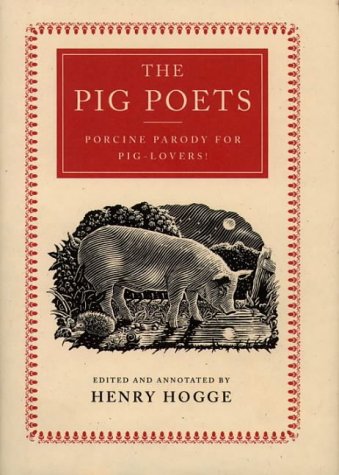 THE
PIG POETS
PORCINE PARODY FOR
PIG-LOVERS!
EDITED AND ANNOTATED BY
HENRY HOGGE